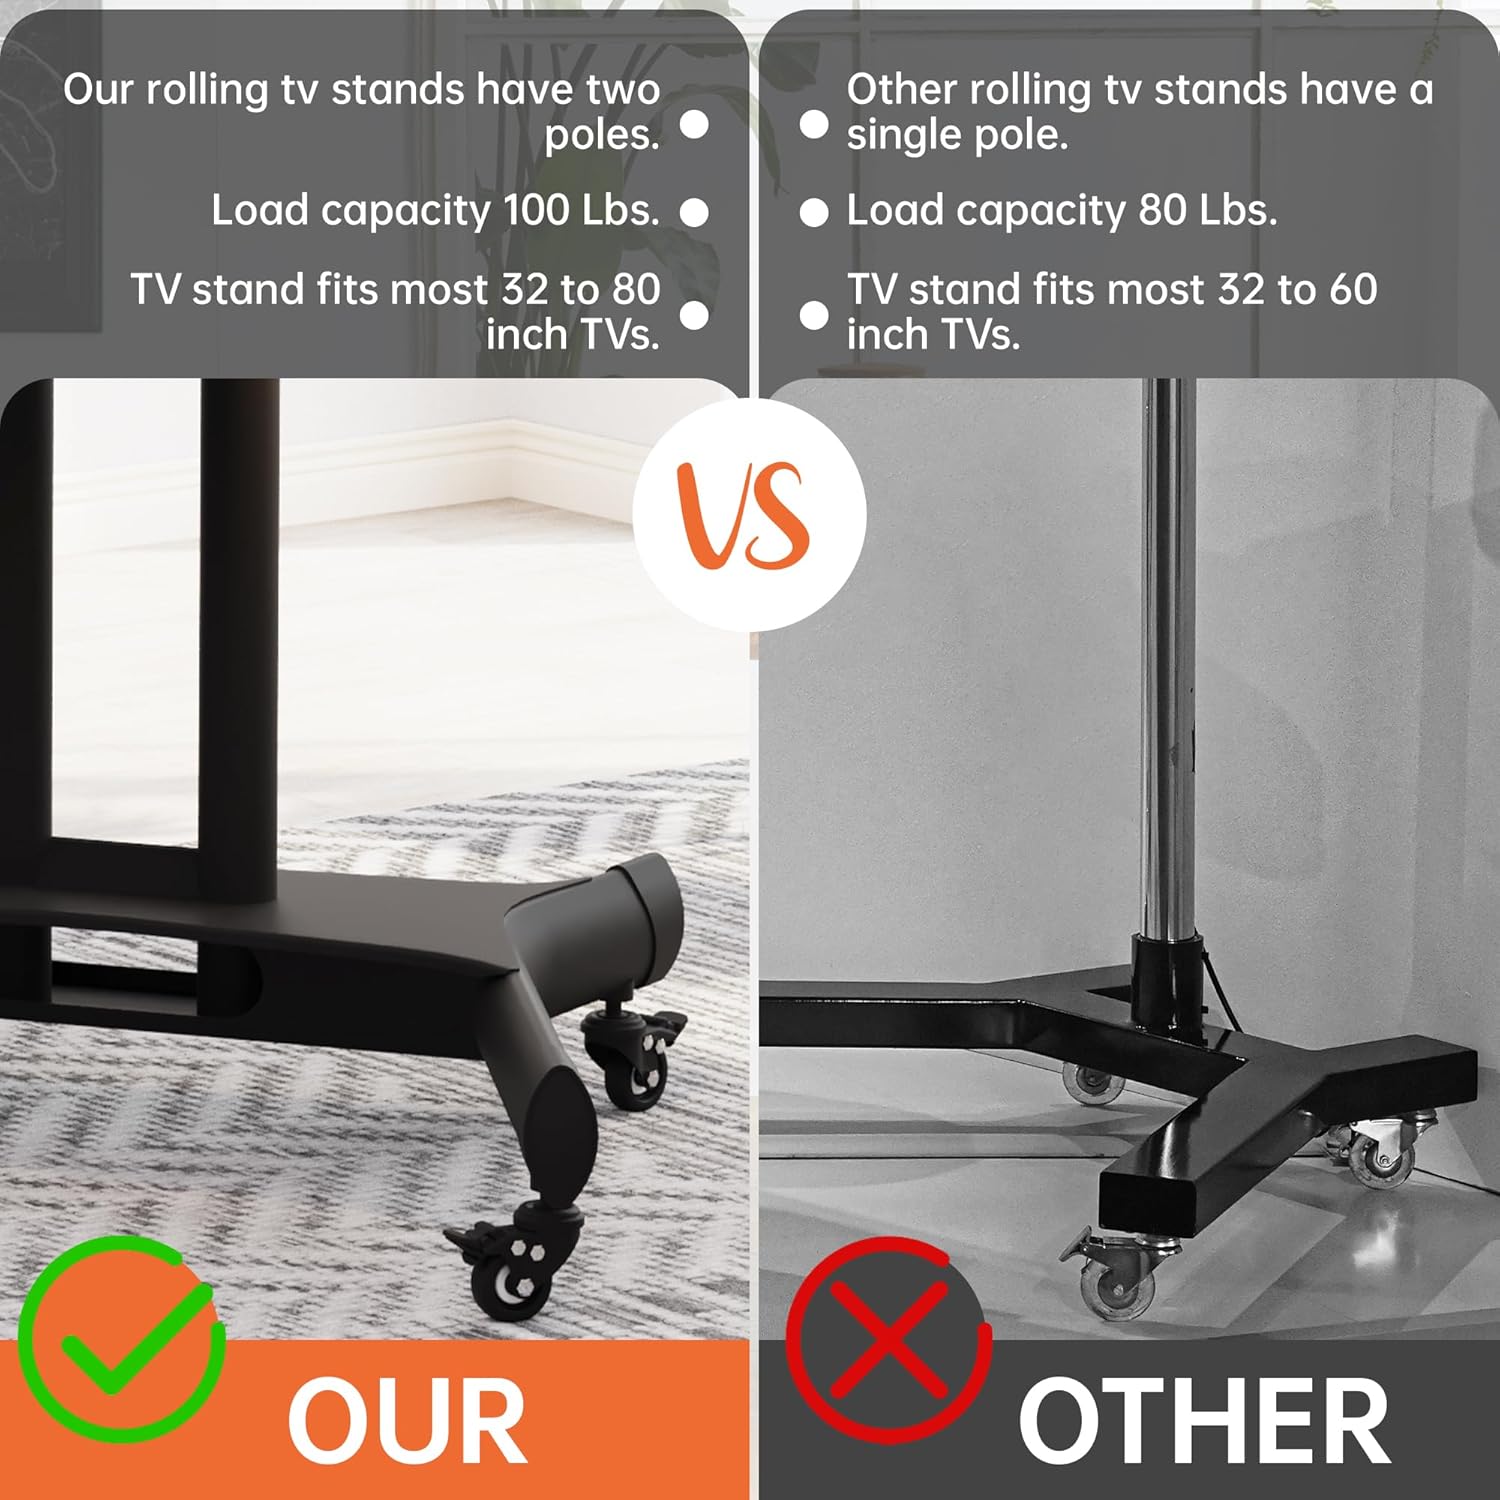 Our rolling tv stands have two
poles.
Load capacity 100 Lbs.
TV stand fits most 32 to 80
inch TVs.
Other rolling tv stands have a
single pole.
Load capacity 80 Lbs.
TV stand fits most 32 to 60
inch TVs.
VS
OUR
OTHER